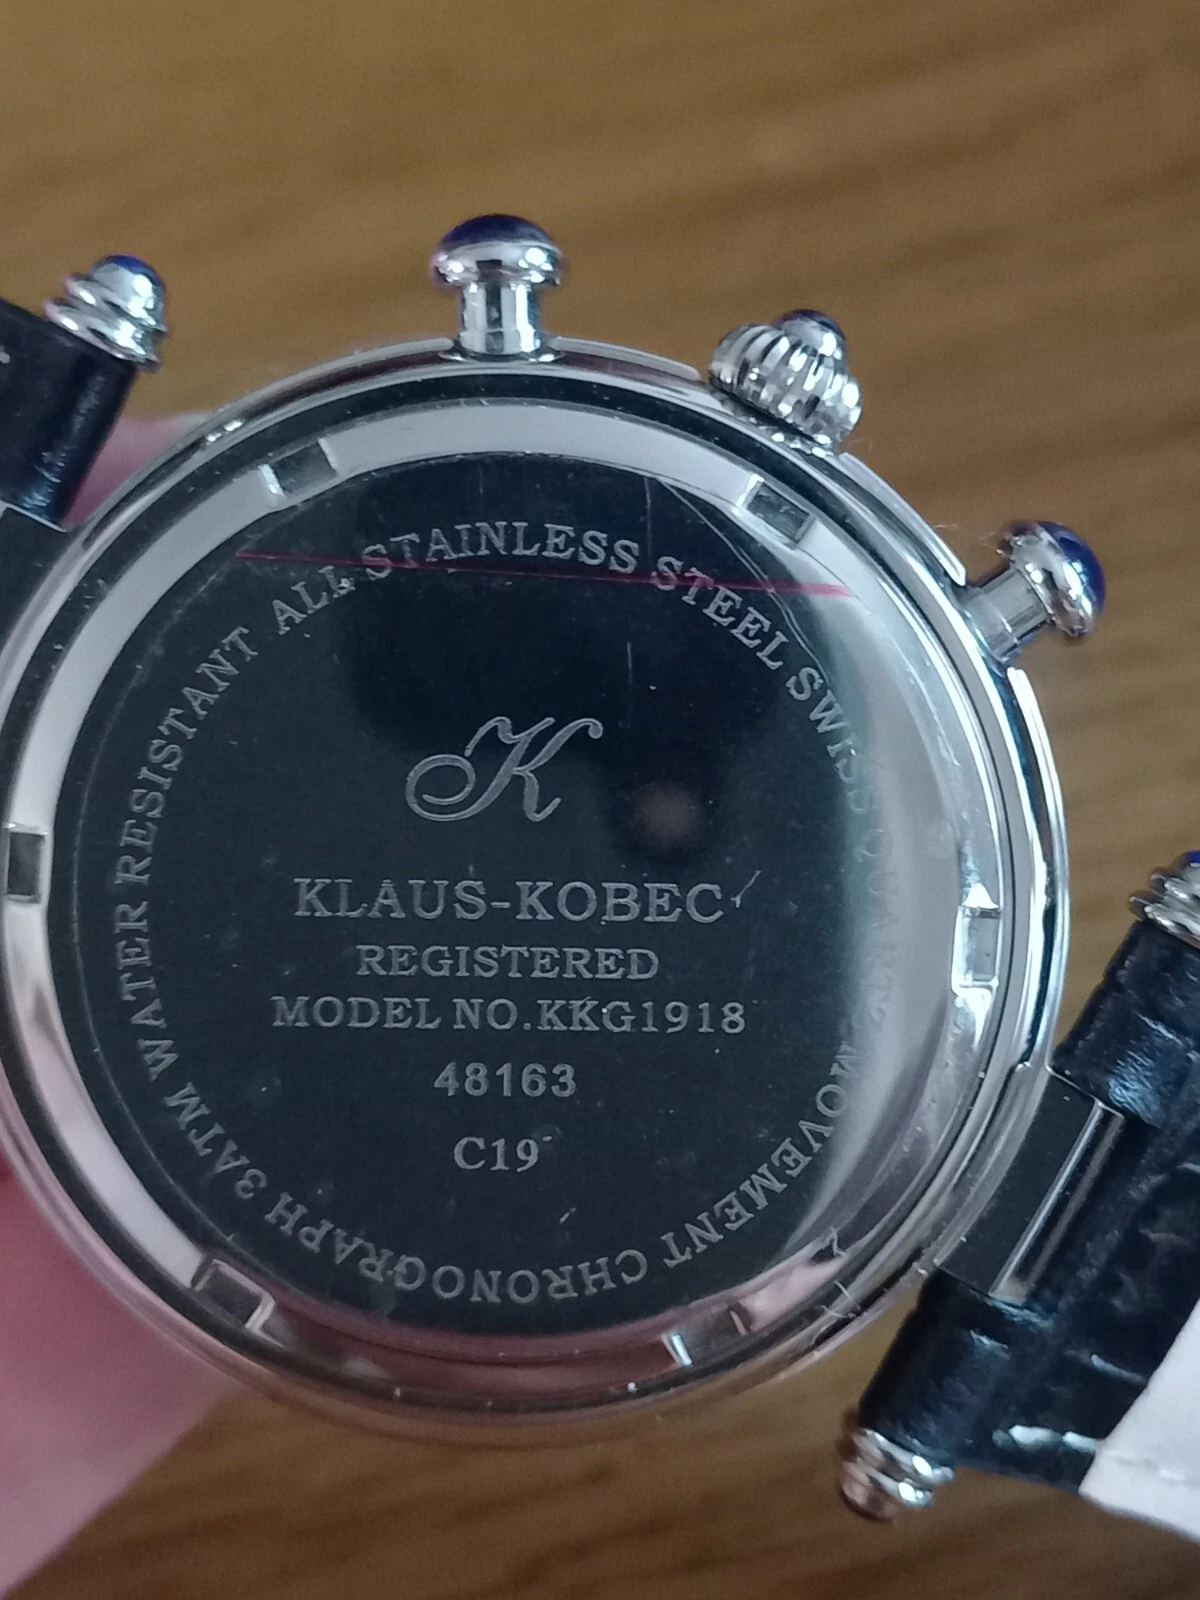 K
KLAUS-KOBEC
REGISTERED
MODEL NO.KKG1918
48163
C19
ALL STAINLESS STEEL SWISS QUARTZ MOVEMENT CHRONOGRAPH 3ATM WATER RESISTANT